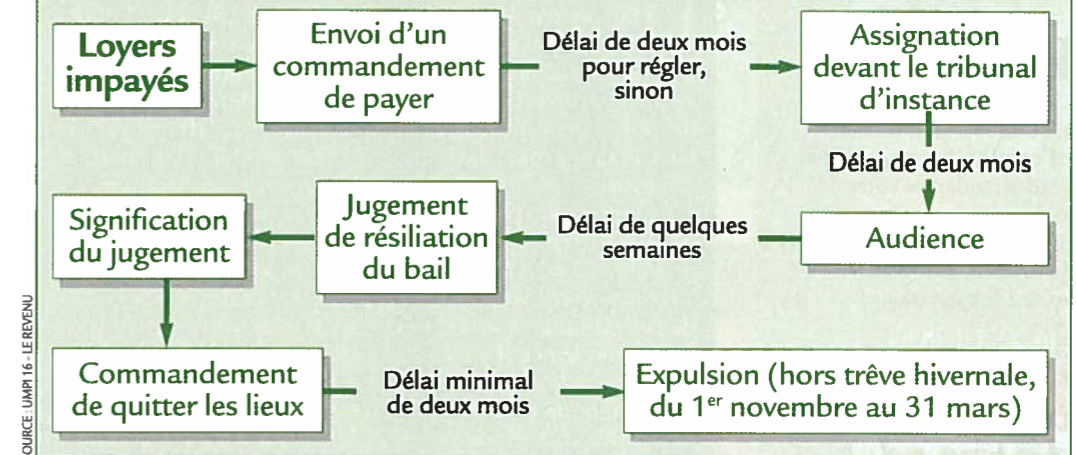 Loyers
impayés
Envoi d'un
commandement
de payer
Délai de deux mois
pour régler,
sinon
Assignation
devant le tribunal
d'instance
Délai de deux mois
Audience
Délai de quelques
semaines
Jugement
de résiliation
du bail
Signification
du jugement
Commandement
de quitter les lieux
Délai minimal
de deux mois
Expulsion (hors trêve hivernale,
du 1er novembre au 31 mars)
OURCE : UMPI 16 - LE REVENU